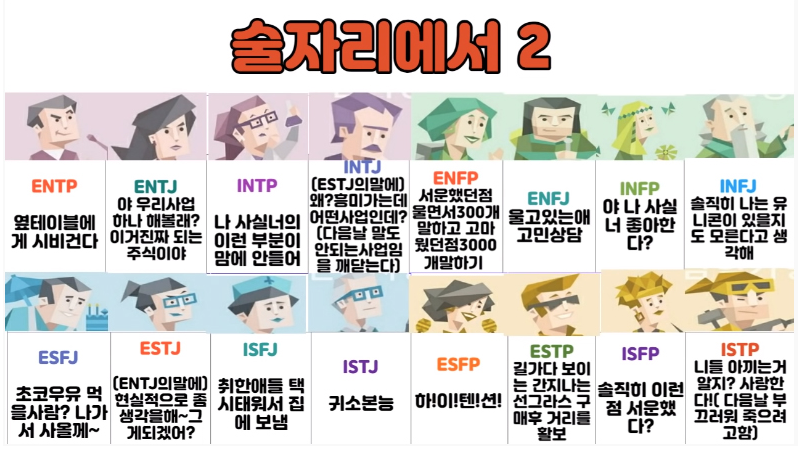 술자리에서 2
ENTP
옆테이블에
게 시비건다
ENTJ
야 우리사업
하나 해볼래?
이거진짜 되는
주식이야
INTP
나 사실너의
이런 부분이
맘에 안들어
INTJ
(ESTJ의말에)
왜?흥미가는데
어떤사업인데?
(다음날 말도
안되는사업임
을 깨닫는다)
ENFP
서운했던점
울면서300개
말하고 고마
웠던점3000
개말하기
ENFJ
울고있는애
고민상담
INFP
야 나 사실
너 좋아한
다?
INFJ
솔직히 나는 유
니콘이 있을지
도 모른다고 생
각해
ESFJ
초코우유 먹
을사람? 나가
서 사올께~
ESTJ
(ENTJ의말에)
현실적으로 좀
생각을해~그
게되겠어?
ISFJ
취한애들 택
시태워서 집
에 보냄
ISTJ
귀소본능
ESFP
하!이!텐!션!
ESTP
길가다 보이
는 간지나는
선그라스 구
매후 거리를
활보
ISFP
솔직히 이런
점 서운했
다?
ISTP
니들 아끼는거
알지? 사랑한
다!( 다음날 부
끄러워 죽으려
고함)